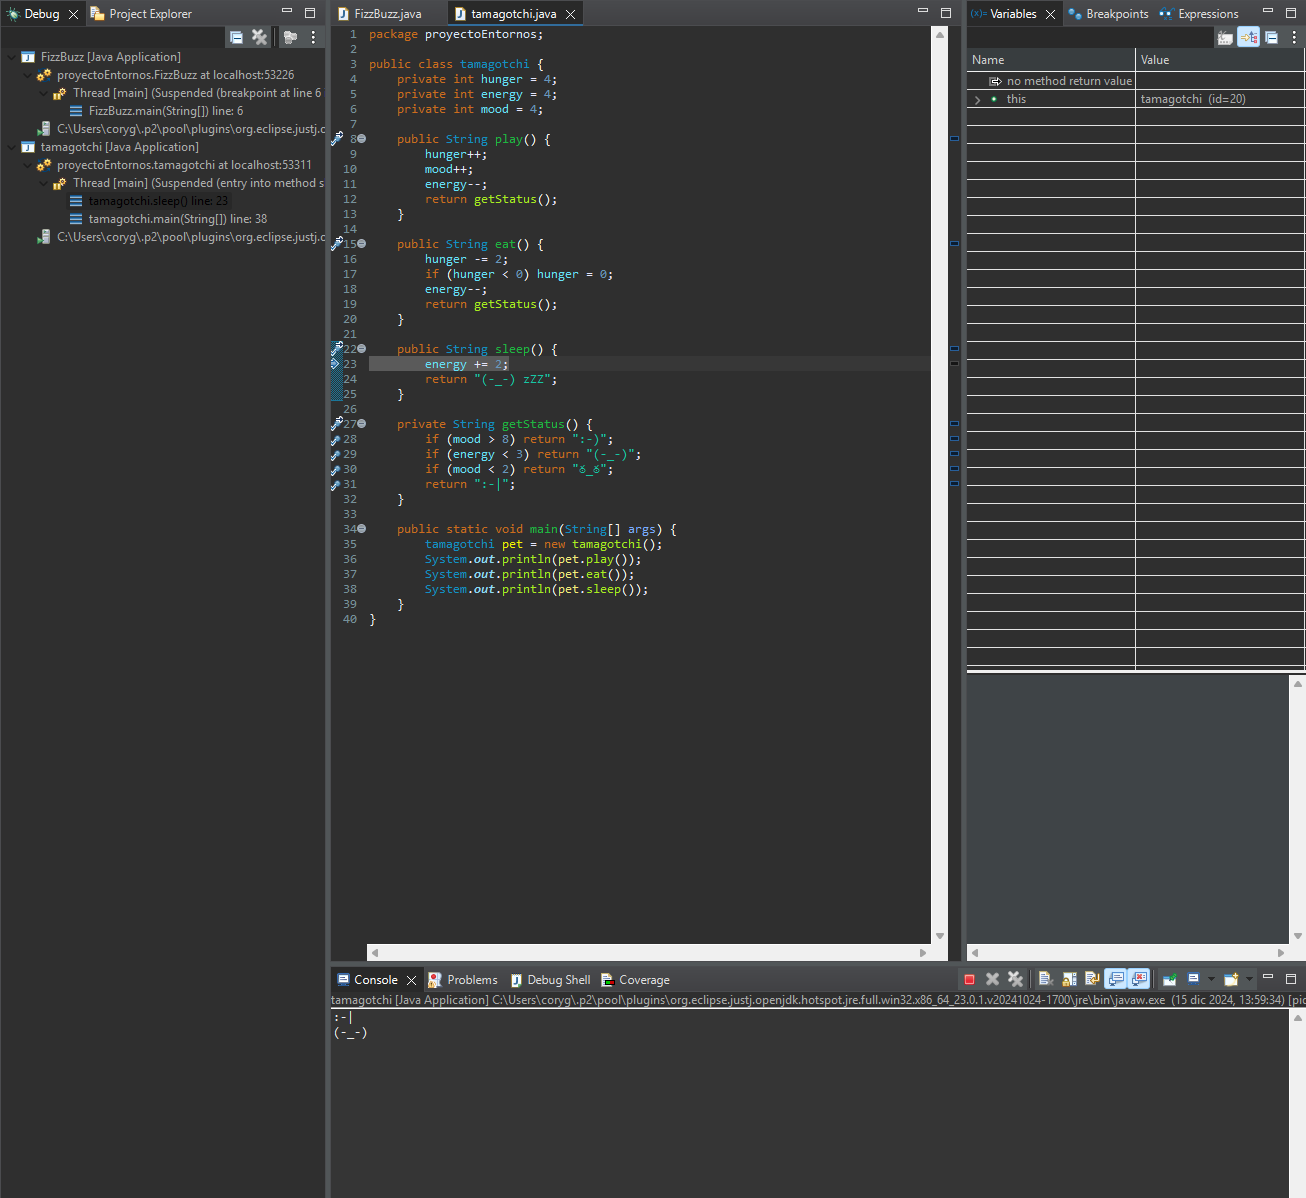 Debug
Project Explorer
FizzBuzz [Java Application]
proyectoEntornos.FizzBuzz at localhost:53226
Thread [main] (Suspended (breakpoint at line 6
FizzBuzz.main(String[]) line: 6
C:\Users\coryg\.p2\pool\plugins\org.eclipse.justj.c
tamagotchi [Java Application]
proyectoEntornos.tamagotchi at localhost:53311
Thread [main] (Suspended (entry into method s
tamagotchi.sleep() line: 23
tamagotchi.main(String[]) line: 38
C:\Users\coryg\.p2\pool\plugins\org.eclipse.justj.c
FizzBuzz.java
tamagotchi.java
1 package proyectoEntornos;
2
3 public class tamagotchi {
4 private int hunger = 4;
5 private int energy = 4;
6 private int mood = 4;
7
8 public String play() {
9 hunger++;
10 mood++;
11 energy--;
12 return getStatus();
13 }
14
15 public String eat() {
16 hunger -= 2;
17 if (hunger < 0) hunger = 0;
18 energy--;
19 return getStatus();
20 }
21
22 public String sleep() {
23 energy += 2;
24 return "(-_-) zZZ";
25 }
26
27 private String getStatus() {
28 if (mood > 8) return ":-)";
29 if (energy < 3) return "(-_-)";
30 if (mood < 2) return "ẟ_ẟ";
31 return ":-|";
32 }
33
34 public static void main(String[] args) {
35 tamagotchi pet = new tamagotchi();
36 System.out.println(pet.play());
37 System.out.println(pet.eat());
38 System.out.println(pet.sleep());
39 }
40 }
(x)= Variables
Breakpoints
Expressions
Name Value
no method return value
this tamagotchi (id=20)
Console
Problems
Debug Shell
Coverage
tamagotchi [Java Application] C:\Users\coryg\.p2\pool\plugins\org.eclipse.justj.openjdk.hotspot.jre.full.win32.x86_64_23.0.1.v20241024-1700\jre\bin\javaw.exe (15 dic 2024, 13:59:34) [pic
:-|
(-_-)